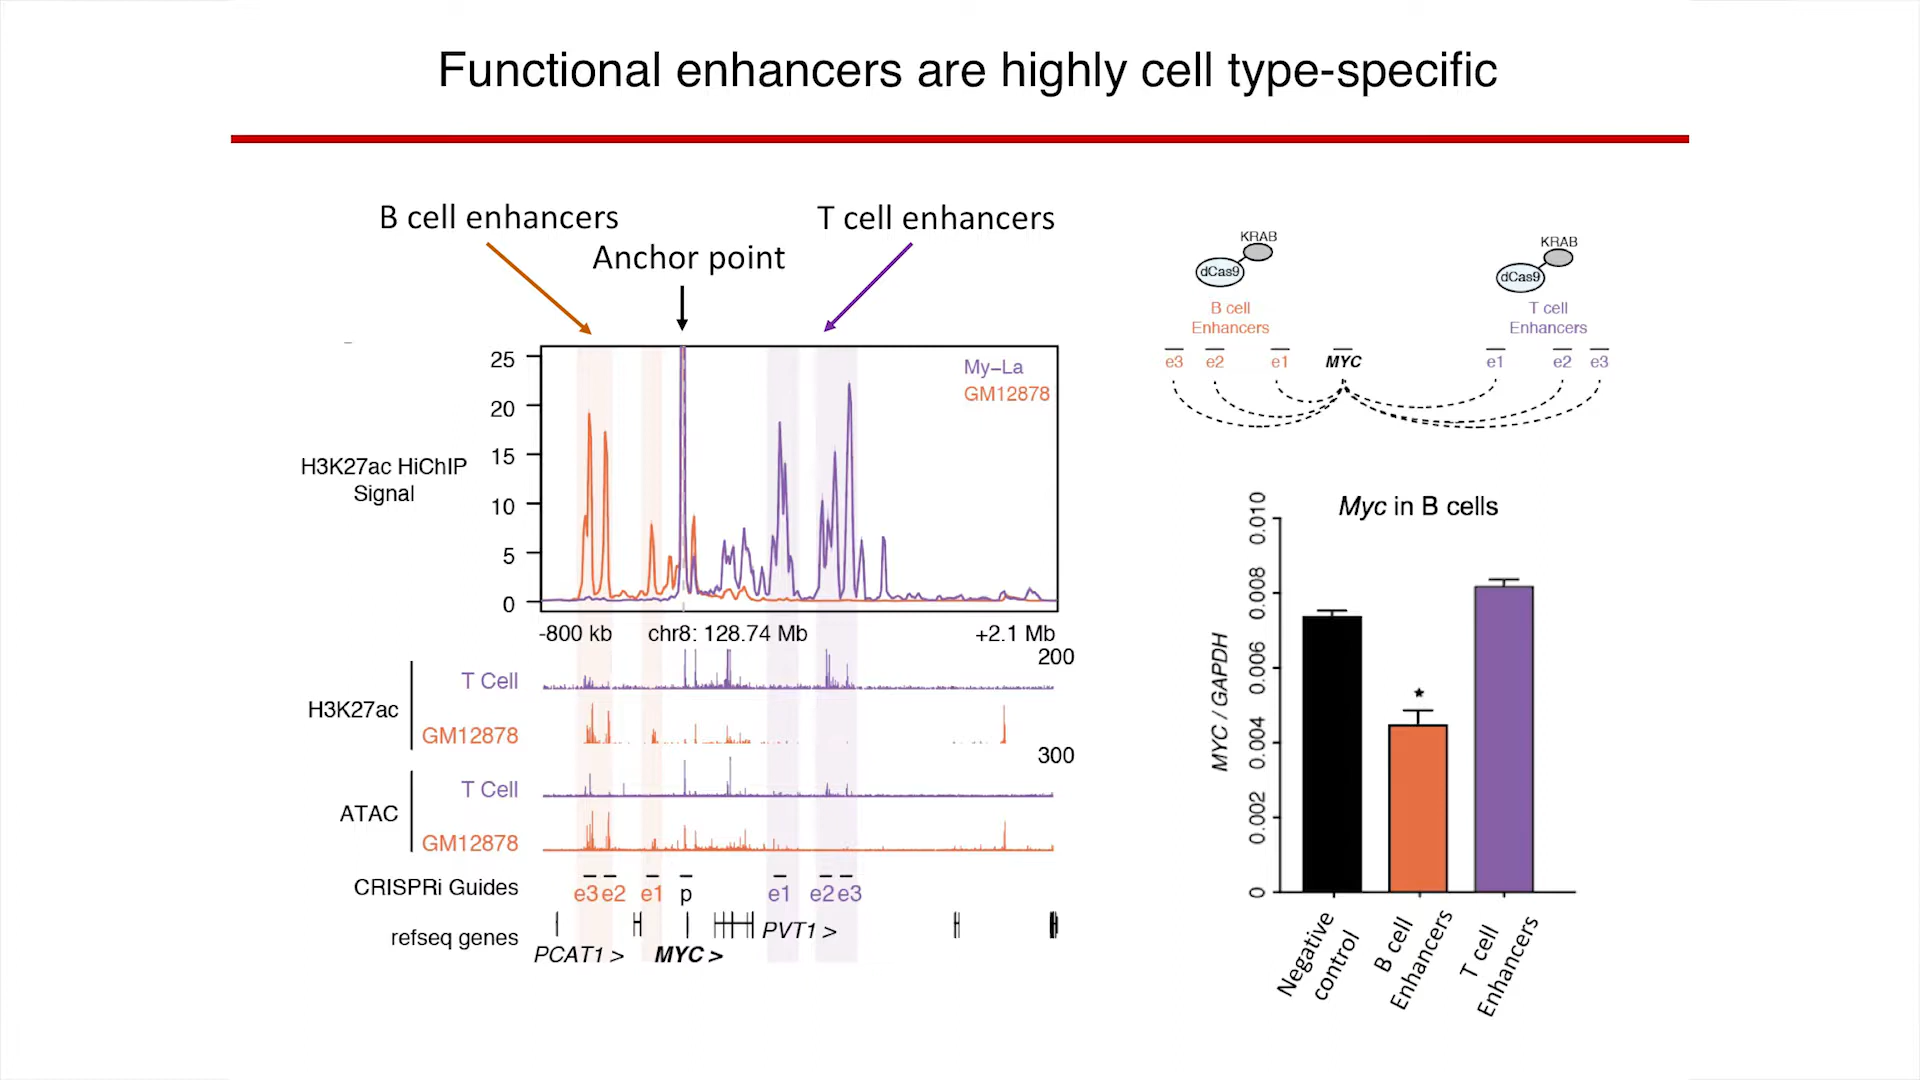 Functional enhancers are highly cell type-specific
B cell enhancers
T cell enhancers
Anchor point
H3K27ac HiChIP
Signal
25
20
15
10
5
0
My-La
GM12878
-800 kb
chr8: 128.74 Mb
+2.1 Mb
200
H3K27ac
T Cell
GM12878
300
ATAC
T Cell
GM12878
CRISPRi Guides
e3 e2 e1 p e1 e2 e3
refseq genes
PCAT1 >
MYC >
PVT1 >
KRAB
dCas9
B cell
Enhancers
KRAB
dCas9
T cell
Enhancers
e3 e2 e1 MYC e1 e2 e3
Myc in B cells
MYC / GAPDH
0.010
0.008
0.006
0.004
0.002
0
*
Negative
control
B cell
Enhancers
T cell
Enhancers